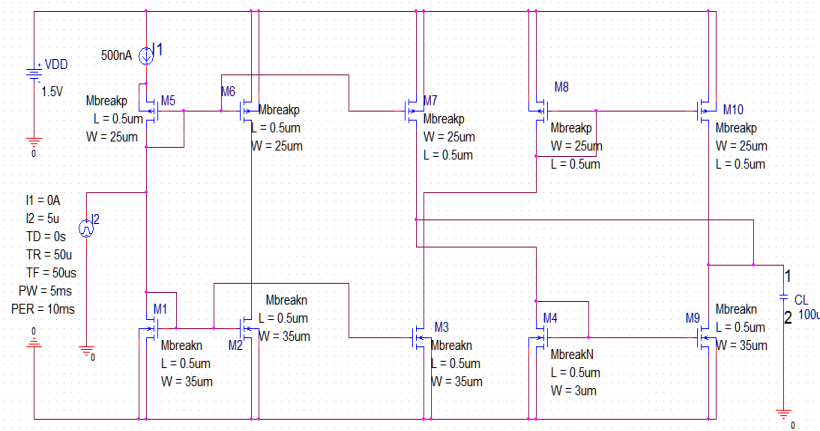 VDD
1.5V
0
500nA
I1
M5
Mbreakp
L = 0.5um
W = 25um
M6
Mbreakp
L = 0.5um
W = 25um
M7
Mbreakp
W = 25um
L = 0.5um
M8
Mbreakp
W = 25um
L = 0.5um
M10
Mbreakp
W = 25um
L = 0.5um
I1 = 0A
I2 = 5u
TD = 0s
TR = 50u
TF = 50us
PW = 5ms
PER = 10ms
I2
0
0
M1
Mbreakn
L = 0.5um
W = 35um
Mbreakn
L = 0.5um
W = 35um
M2
M3
Mbreakn
L = 0.5um
W = 35um
M4
MbreakN
L = 0.5um
W = 3um
Mbreakn
L = 0.5um
W = 35um
M9
1
CL
100u
2
0